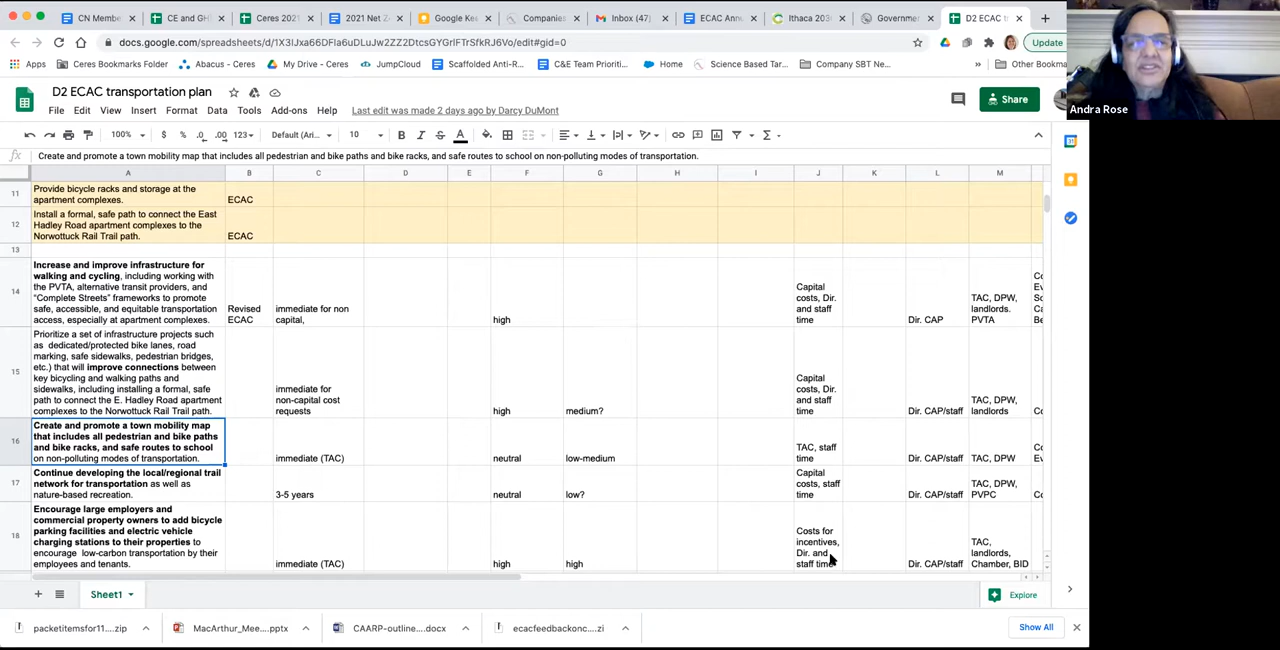 CN Membe
CE and GH
Ceres 2021
2021 Net Z
Google Ke
Companies
Inbox (47)
ECAC Ann
Ithaca 203
Governme
D2 ECAC t
docs.google.com/spreadsheets/d/1X3IJxa66DFIa6uDLuJw2ZZ2DtcsGYGrIFTrSfkRJ6Vo/edit#gid=0
Update
Apps
Ceres Bookmarks Folder
Abacus - Ceres
My Drive - Ceres
JumpCloud
Scaffolded Anti-R...
C&E Team Prioriti...
Home
Science Based Tar...
Company SBT Ne...
»
Other Bookma
Andra Rose
D2 ECAC transportation plan
File Edit View Insert Format Data Tools Extensions Help
Last edit was made 2 days ago by Darcy DuMont
Share
100%
$ % .0 .00 123
Default (Ari...
10
B I S A
fx
Create and promote a town mobility map that includes all pedestrian and bike paths and bike racks, and safe routes to school on non-polluting modes of transportation.
A B C D E F G H I J K L M
11
Provide bicycle racks and storage at the
apartment complexes.
ECAC
12
Install a formal, safe path to connect the East
Hadley Road apartment complexes to the
Norwottuck Rail Trail path.
ECAC
13
14
Increase and improve infrastructure for
walking and cycling, including working with
the PVTA, alternative transit providers, and
"Complete Streets" frameworks to promote
safe, accessible, and equitable transportation
access, especially at apartment complexes.
Revised
ECAC
immediate for non
capital,
high
Capital
costs, Dir.
and staff
time
Dir. CAP
TAC, DPW,
landlords.
PVTA
Co
Ev
Sc
Ca
Be
15
Prioritize a set of infrastructure projects such
as dedicated/protected bike lanes, road
marking, safe sidewalks, pedestrian bridges,
etc.) that will improve connections between
key bicycling and walking paths and
sidewalks, including installing a formal, safe
path to connect the E. Hadley Road apartment
complexes to the Norwottuck Rail Trail path.
immediate for
non-capital cost
requests
high
medium?
Capital
costs, Dir.
and staff
time
Dir. CAP/staff
TAC, DPW,
landlords
Co
16
Create and promote a town mobility map
that includes all pedestrian and bike paths
and bike racks, and safe routes to school
on non-polluting modes of transportation.
immediate (TAC)
neutral
low-medium
TAC, staff
time
Dir. CAP/staff
TAC, DPW
Co
Ev
17
Continue developing the local/regional trail
network for transportation as well as
nature-based recreation.
3-5 years
neutral
low?
Capital
costs, staff
time
Dir. CAP/staff
TAC, DPW,
PVPC
Co
18
Encourage large employers and
commercial property owners to add bicycle
parking facilities and electric vehicle
charging stations to their properties to
encourage low-carbon transportation by their
employees and tenants.
immediate (TAC)
high
high
Costs for
incentives,
Dir. and
staff time
Dir. CAP/staff
TAC,
landlords,
Chamber, BID
Sheet1
Explore
packetitemsfor11....zip
MacArthur_Mee....pptx
CAARP-outline....docx
ecacfeedbackonc....zi
Show All